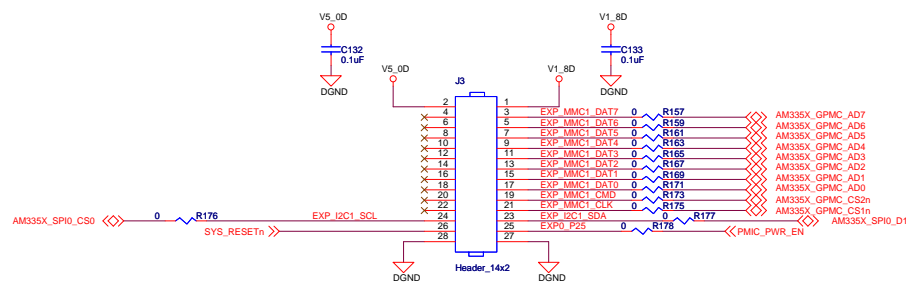 V5_0D
V1_8D
C132
0.1uF
C133
0.1uF
DGND
DGND
V5_0D
V1_8D
J3
2 1
4 3 EXP_MMC1_DAT7 0 R157 AM335X_GPMC_AD7
6 5 EXP_MMC1_DAT6 0 R159 AM335X_GPMC_AD6
8 7 EXP_MMC1_DAT5 0 R161 AM335X_GPMC_AD5
10 9 EXP_MMC1_DAT4 0 R163 AM335X_GPMC_AD4
12 11 EXP_MMC1_DAT3 0 R165 AM335X_GPMC_AD3
14 13 EXP_MMC1_DAT2 0 R167 AM335X_GPMC_AD2
16 15 EXP_MMC1_DAT1 0 R169 AM335X_GPMC_AD1
18 17 EXP_MMC1_DAT0 0 R171 AM335X_GPMC_AD0
20 19 EXP_MMC1_CMD 0 R173 AM335X_GPMC_CS2n
22 21 EXP_MMC1_CLK 0 R175 AM335X_GPMC_CS1n
AM335X_SPI0_CS0 0 R176 EXP_I2C1_SCL 24 23 EXP_I2C1_SDA 0 R177 AM335X_SPI0_D1
SYS_RESETn 26 25 EXP0_P25 0 R178 PMIC_PWR_EN
28 27
Header_14x2
DGND
DGND